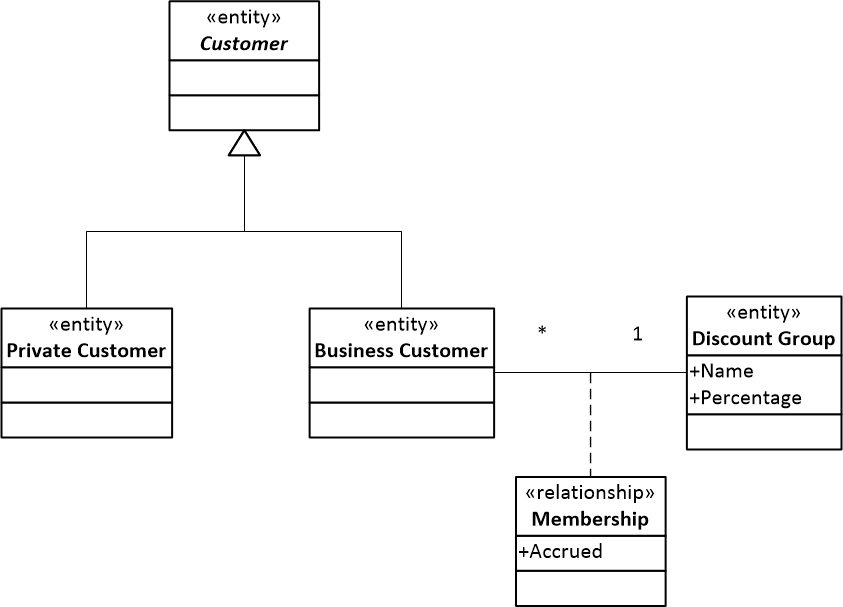 «entity»
Customer
«entity»
Private Customer
«entity»
Business Customer
*
1
«entity»
Discount Group
+Name
+Percentage
«relationship»
Membership
+Accrued